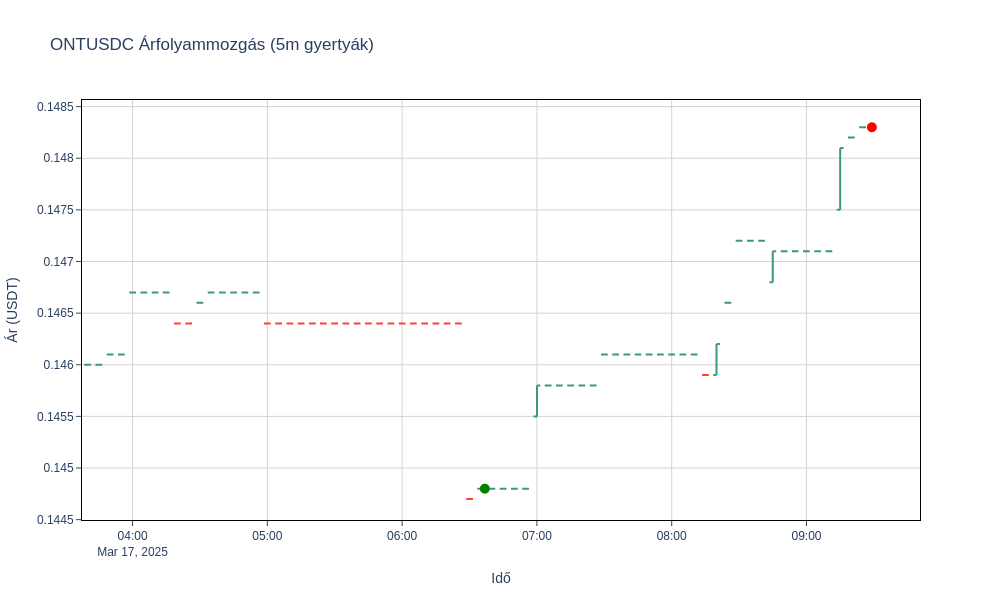 ONTUSDC Árfolyammozgás (5m gyertyák)
0.1485
0.148
0.1475
0.147
0.1465
0.146
0.1455
0.145
0.1445
Ár (USDT)
04:00 05:00 06:00 07:00 08:00 09:00
Mar 17, 2025
Idő